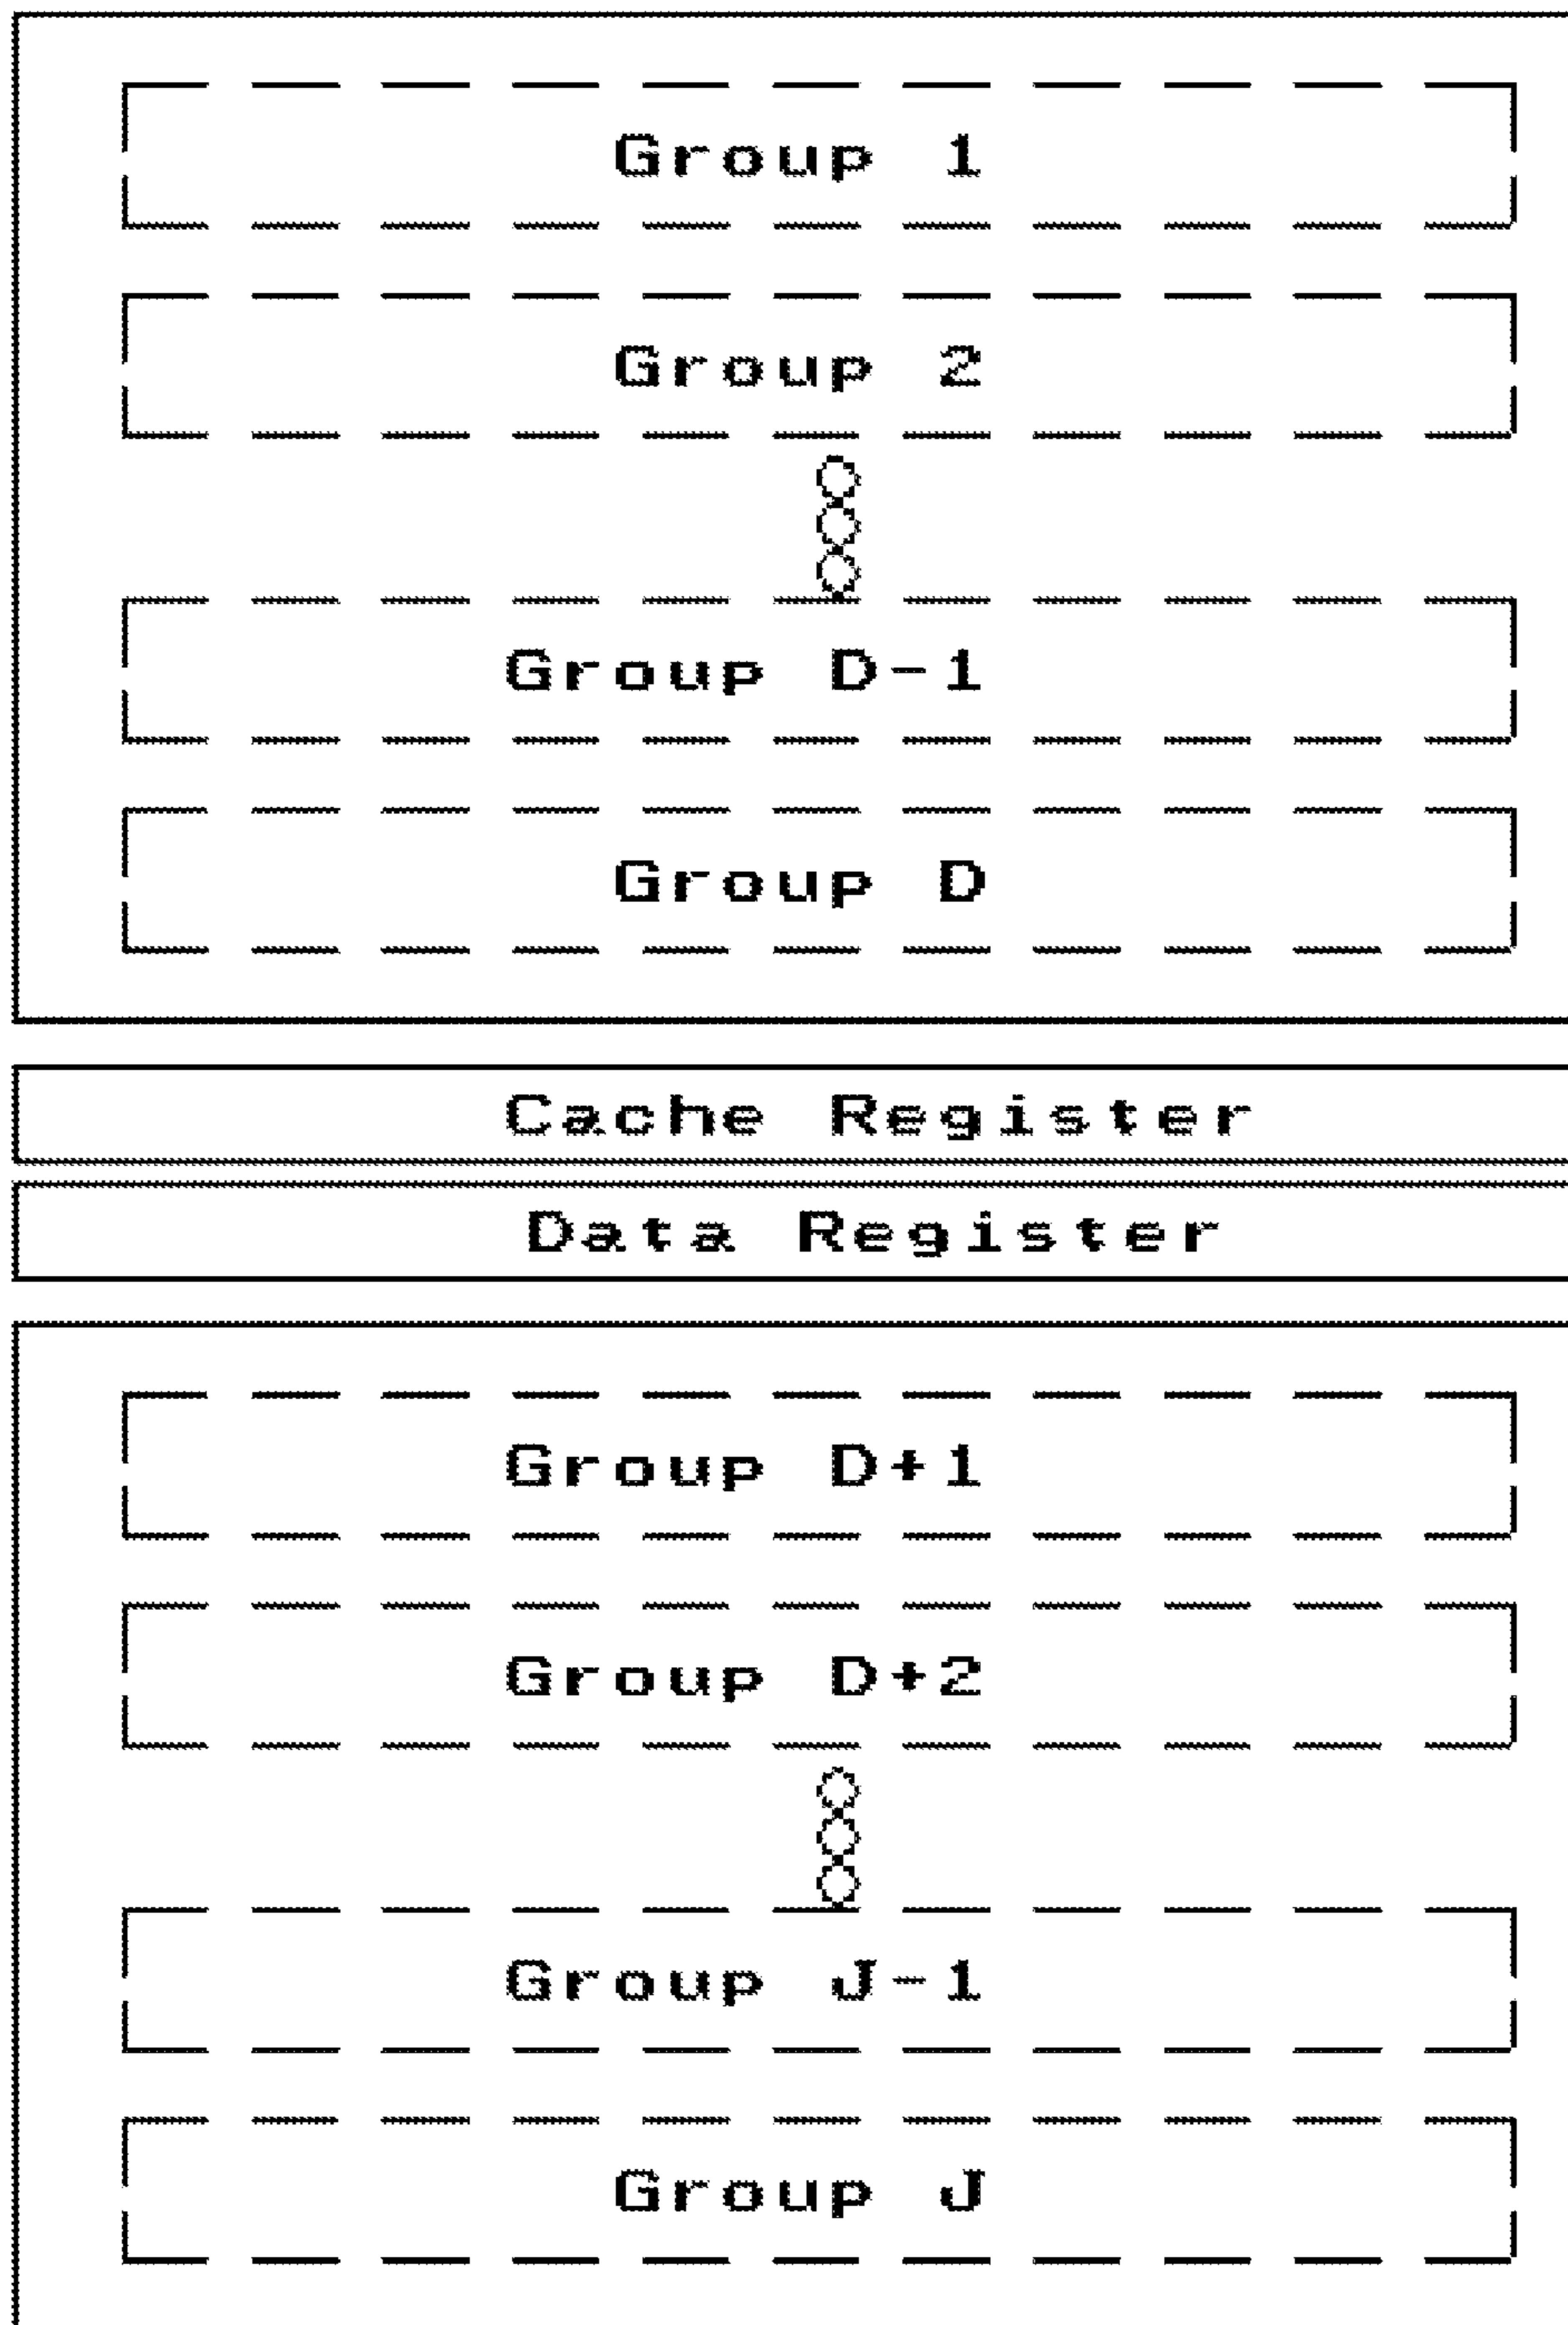 Group 1
Group 2
Group D-1
Group D
Cache Register
Data Register
Group D+1
Group D+2
Group J-1
Group J